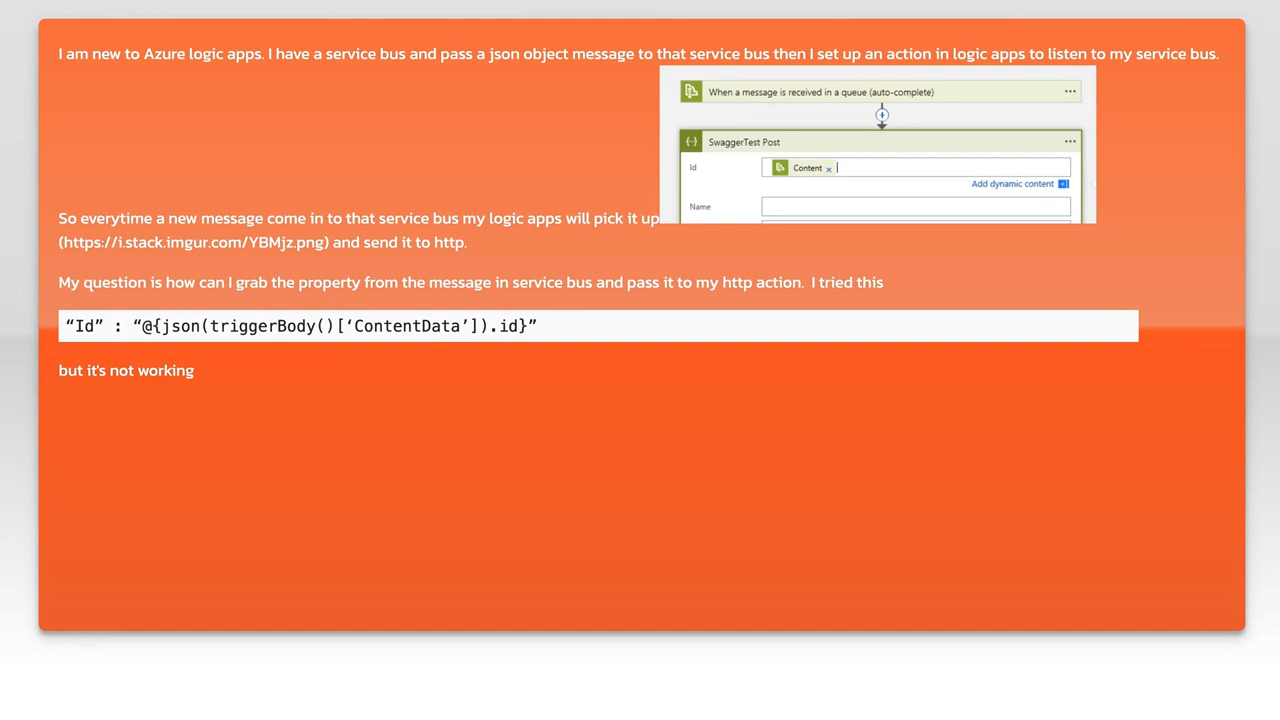 I am new to Azure logic apps. I have a service bus and pass a json object message to that service bus then I set up an action in logic apps to listen to my service bus.
When a message is received in a queue (auto-complete)
SwaggerTest Post
Id
Content x
Add dynamic content
Name
So everytime a new message come in to that service bus my logic apps will pick it up
(https://i.stack.imgur.com/YBMjz.png) and send it to http.
My question is how can I grab the property from the message in service bus and pass it to my http action.  I tried this
“Id” : “@{json(triggerBody()[‘ContentData’]).id}”
but it's not working